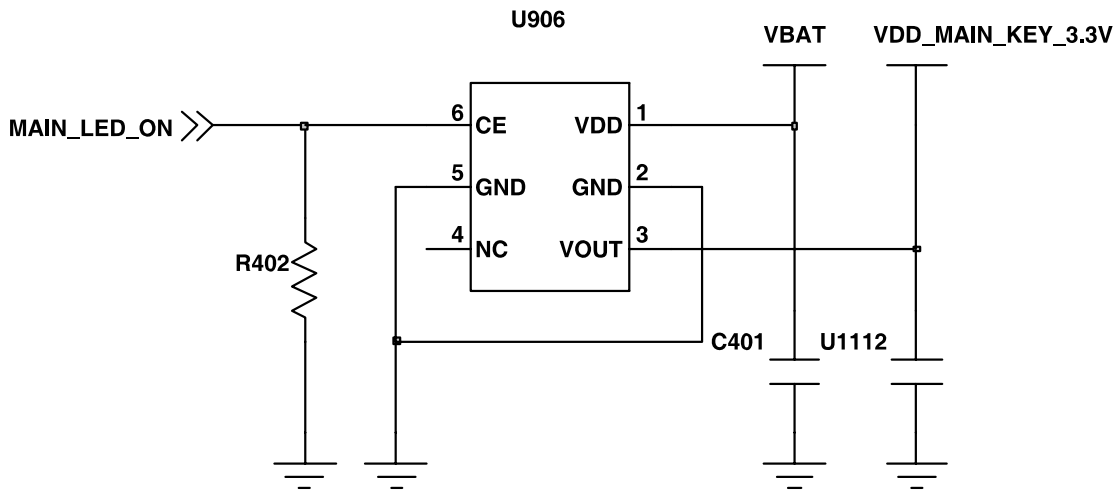 U906
VBAT
VDD_MAIN_KEY_3.3V
MAIN_LED_ON
6
CE
VDD
1
5
GND
GND
2
4
NC
VOUT
3
R402
C401
U1112